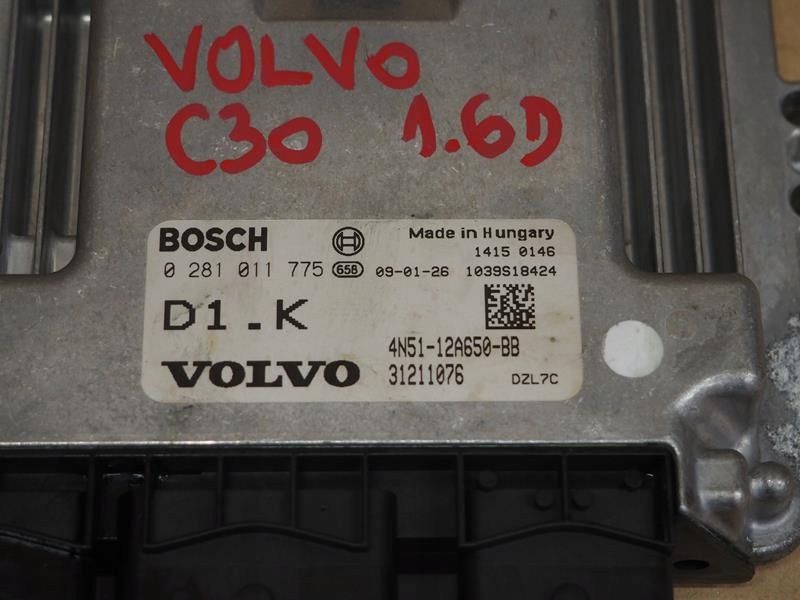 VOLVO
C30 1.6D
BOSCH Made in Hungary
1415 0146
0 281 011 775 658 09-01-26 1039S18424
D1.K
4N51-12A650-BB
VOLVO 31211076 DZL7C